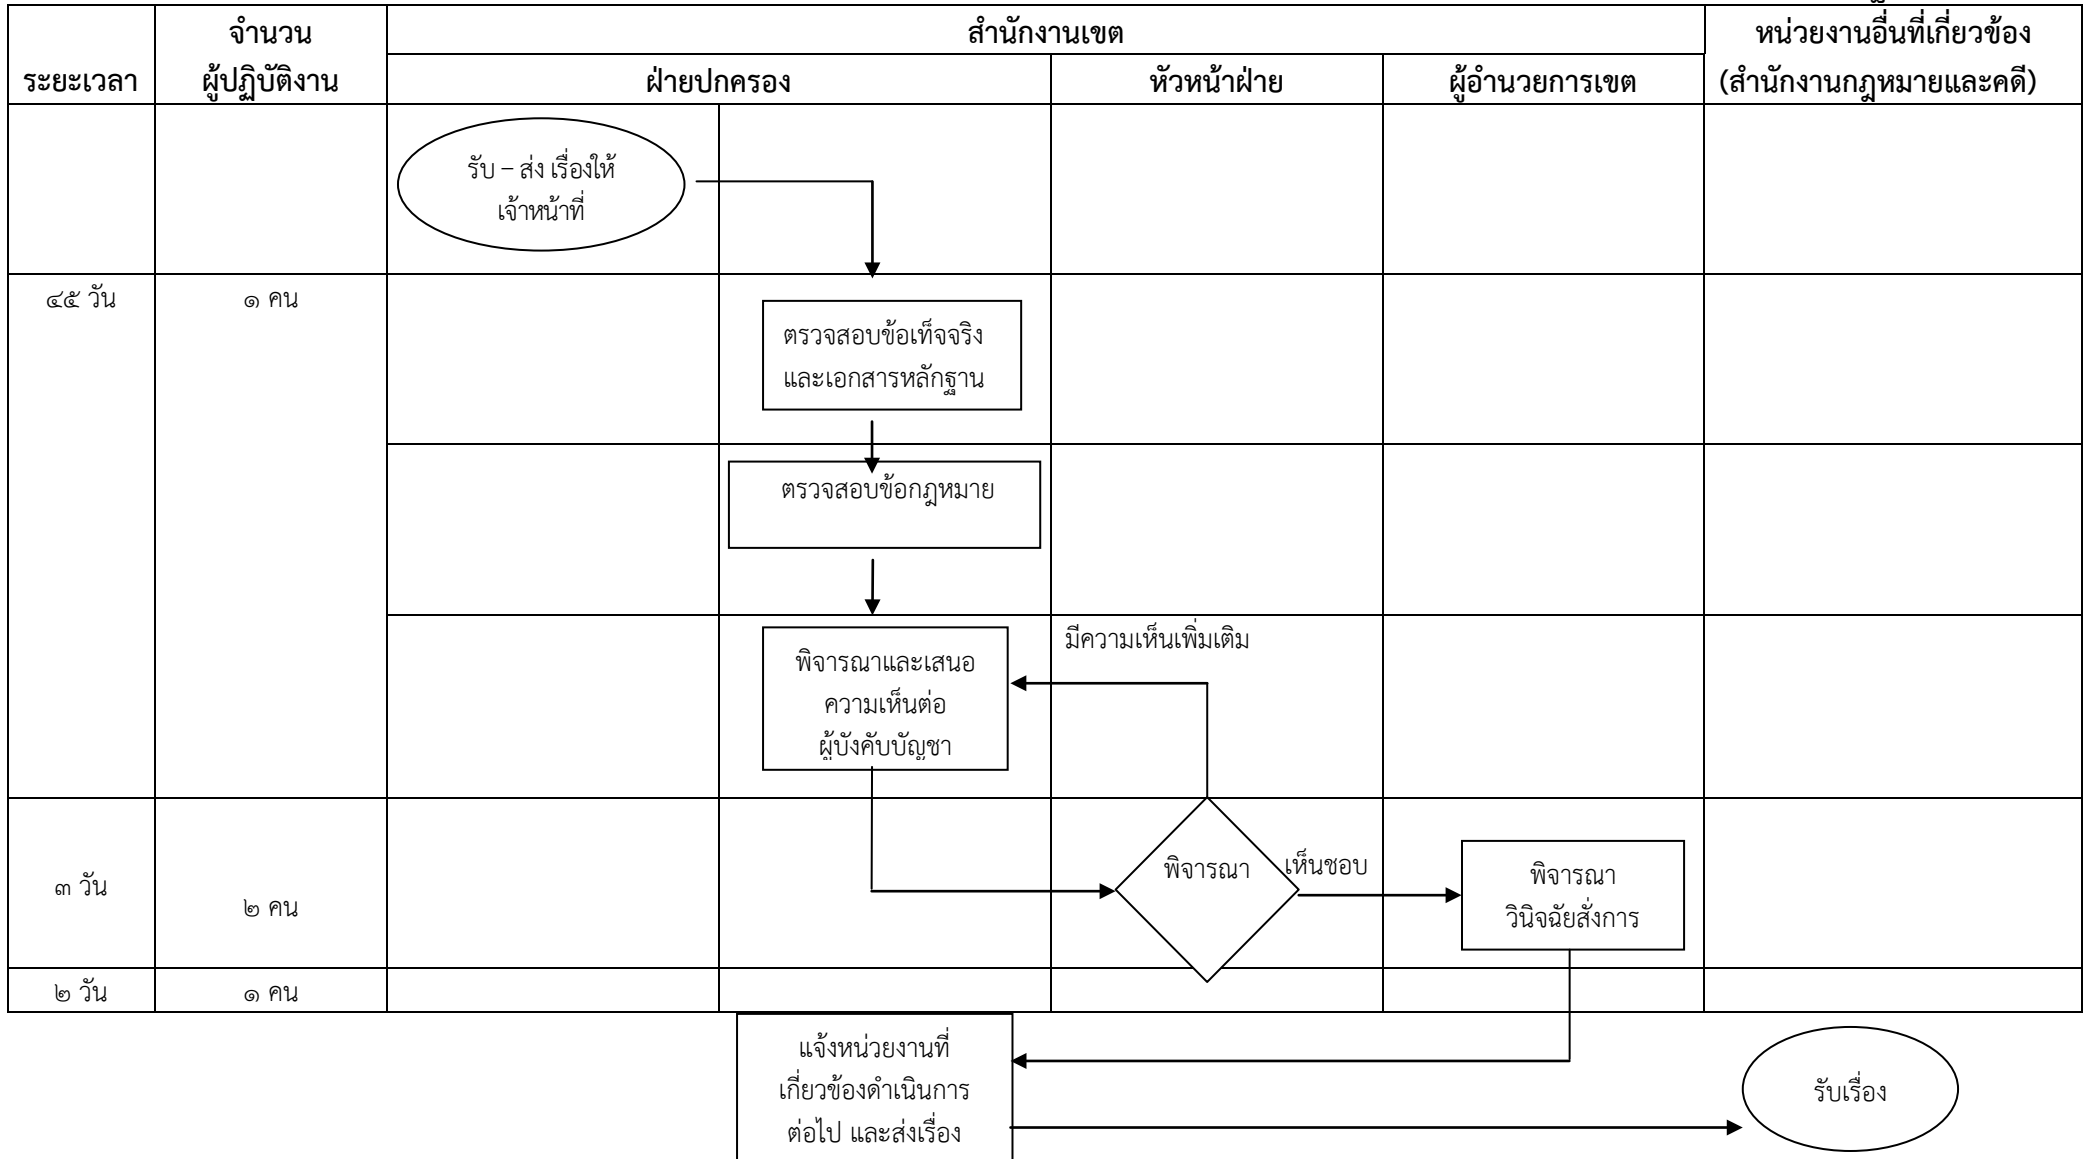 ระยะเวลา
จำนวน
ผู้ปฏิบัติงาน
สำนักงานเขต
หน่วยงานอื่นที่เกี่ยวข้อง
(สำนักงานกฎหมายและคดี)
ฝ่ายปกครอง
หัวหน้าฝ่าย
ผู้อำนวยการเขต
รับ – ส่ง เรื่องให้
เจ้าหน้าที่
๔๕ วัน
๑ คน
ตรวจสอบข้อเท็จจริง
และเอกสารหลักฐาน
ตรวจสอบข้อกฎหมาย
พิจารณาและเสนอ
ความเห็นต่อ
ผู้บังคับบัญชา
มีความเห็นเพิ่มเติม
๓ วัน
๒ คน
พิจารณา
เห็นชอบ
พิจารณา
วินิจฉัยสั่งการ
๒ วัน
๑ คน
แจ้งหน่วยงานที่
เกี่ยวข้องดำเนินการ
ต่อไป และส่งเรื่อง
รับเรื่อง